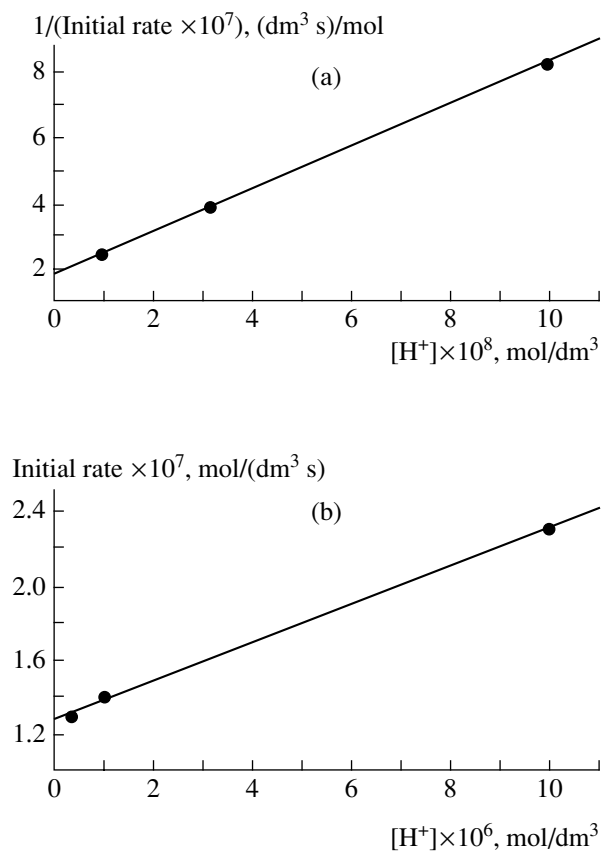 1/(Initial rate ×10⁷), (dm³ s)/mol
(a)
8
6
4
2
0 2 4 6 8 10
[H⁺]×10⁸, mol/dm³
Initial rate ×10⁷, mol/(dm³ s)
(b)
2.4
2.0
1.6
1.2
0 2 4 6 8 10
[H⁺]×10⁶, mol/dm³